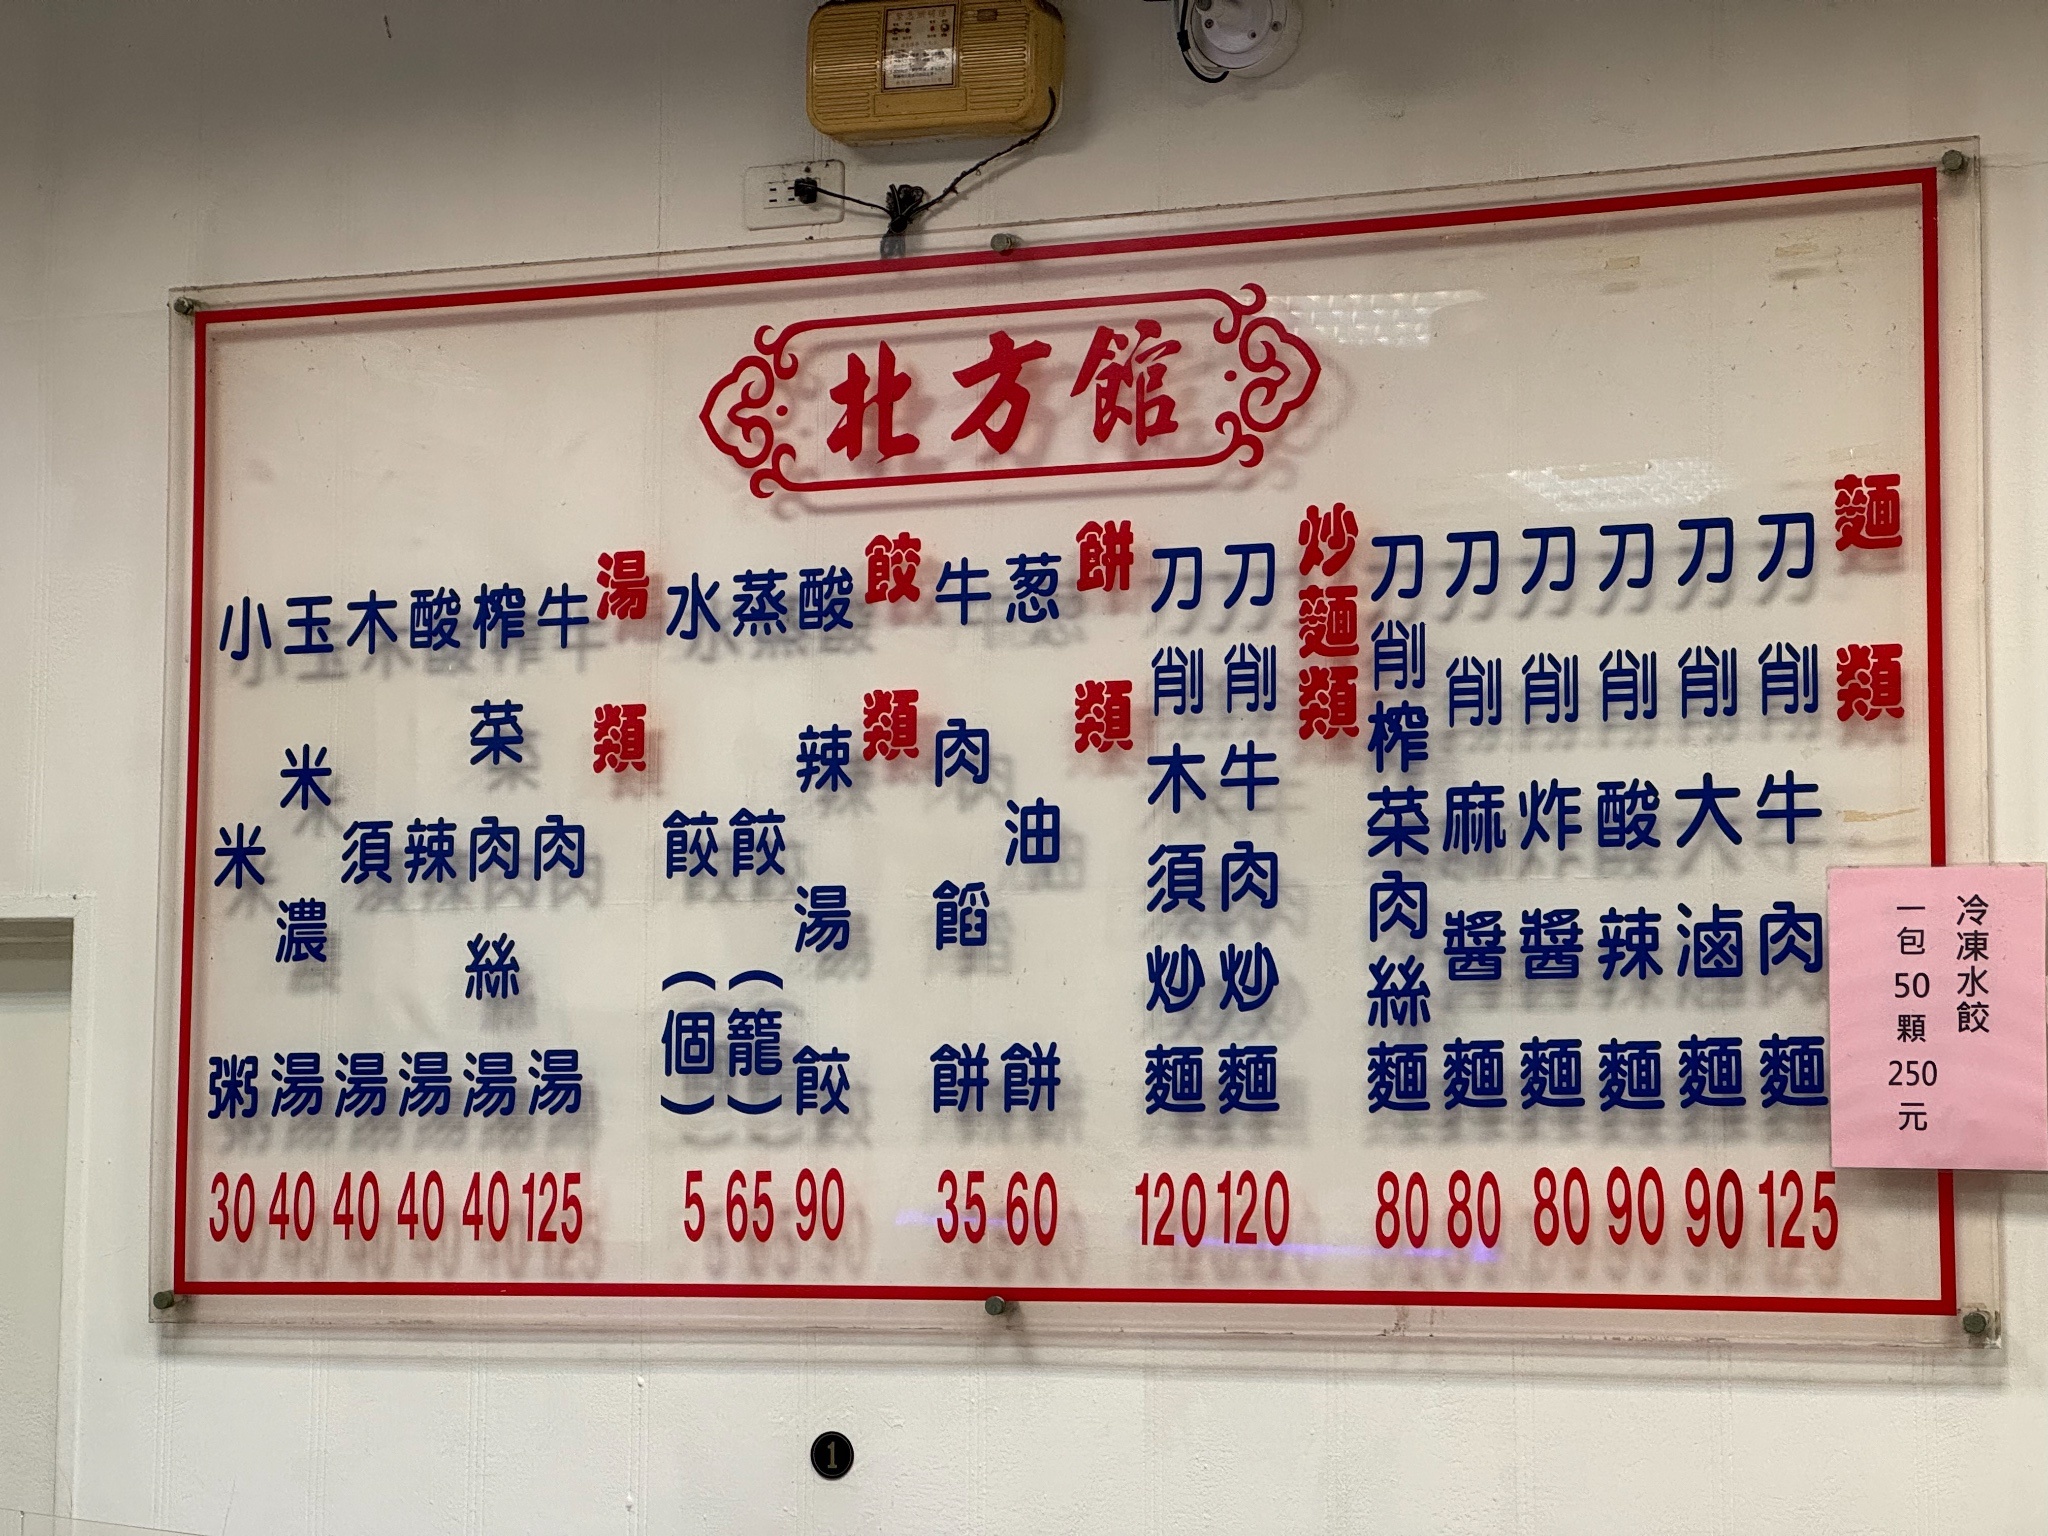 北方館
麵類
刀削牛肉麵 125
刀削大滷麵 90
刀削酸辣麵 90
刀削炸醬麵 80
刀削麻醬麵 80
刀削榨菜肉絲麵 80
炒麵類
刀削牛肉炒麵 120
刀削木須炒麵 120
餅類
葱油餅 60
牛肉餡餅 35
餃類
酸辣湯餃 90
蒸餃(籠) 65
水餃(個) 5
湯類
牛肉湯 125
榨菜肉絲湯 40
酸辣湯 40
木須湯 40
玉米濃湯 40
小米粥 30
冷凍水餃
一包50顆250元
1